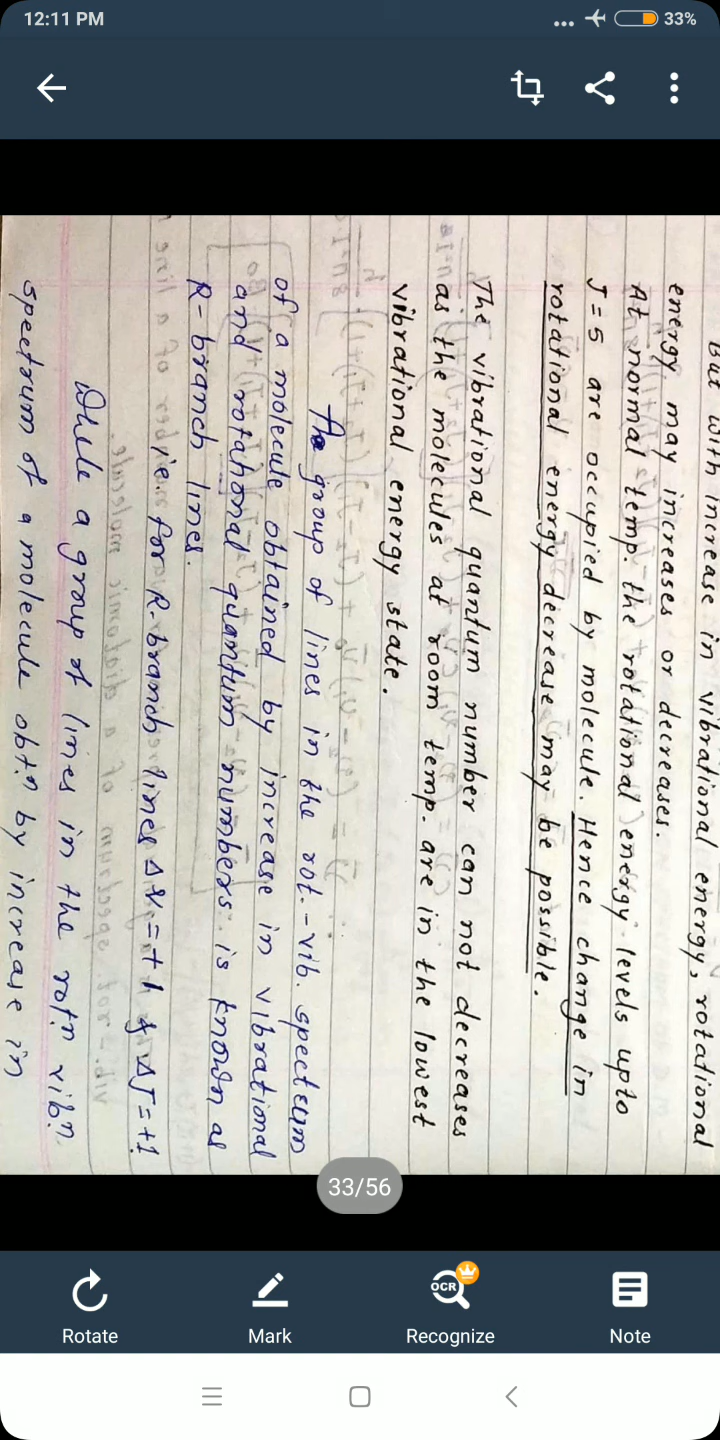 12:11 PM
33%
But with increase in vibrational energy, rotational
energy may increases or decreases.
At normal temp. the rotational energy levels upto
J = 5 are occupied by molecule. Hence change in
rotational energy decrease may be possible.
The vibrational quantum number can not decreases
as the molecules at room temp. are in the lowest
vibrational energy state.
The group of lines in the rot.-vib. spectrum
of a molecule obtained by increase in vibrational
and rotational quantum numbers is known as
R-branch lines.
i.e. for R-branch lines ΔV = +1 & ΔJ = +1
While a group of lines in the rotn vibn.
spectrum of a molecule obtn by increase in
33/56
Rotate
Mark
OCR
Recognize
Note